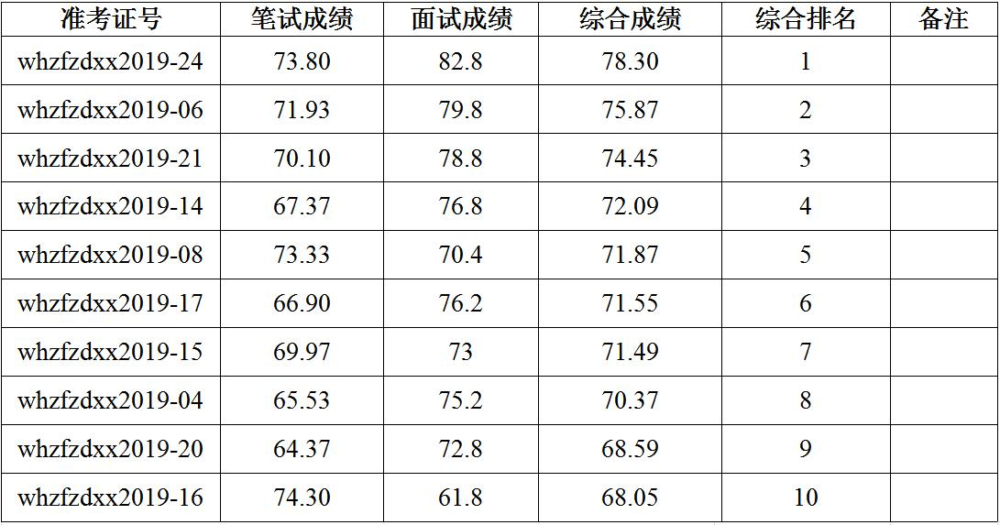 准考证号 笔试成绩 面试成绩 综合成绩 综合排名 备注
whzfzdxx2019-24 73.80 82.8 78.30 1
whzfzdxx2019-06 71.93 79.8 75.87 2
whzfzdxx2019-21 70.10 78.8 74.45 3
whzfzdxx2019-14 67.37 76.8 72.09 4
whzfzdxx2019-08 73.33 70.4 71.87 5
whzfzdxx2019-17 66.90 76.2 71.55 6
whzfzdxx2019-15 69.97 73 71.49 7
whzfzdxx2019-04 65.53 75.2 70.37 8
whzfzdxx2019-20 64.37 72.8 68.59 9
whzfzdxx2019-16 74.30 61.8 68.05 10